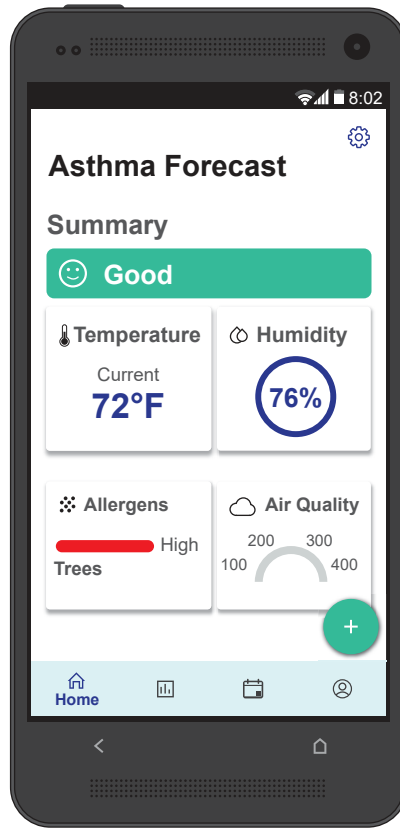 8:02
Asthma Forecast
Summary
Good
Temperature
Current
72°F
Humidity
76%
Allergens
High
Trees
Air Quality
200 300
100 400
+
Home